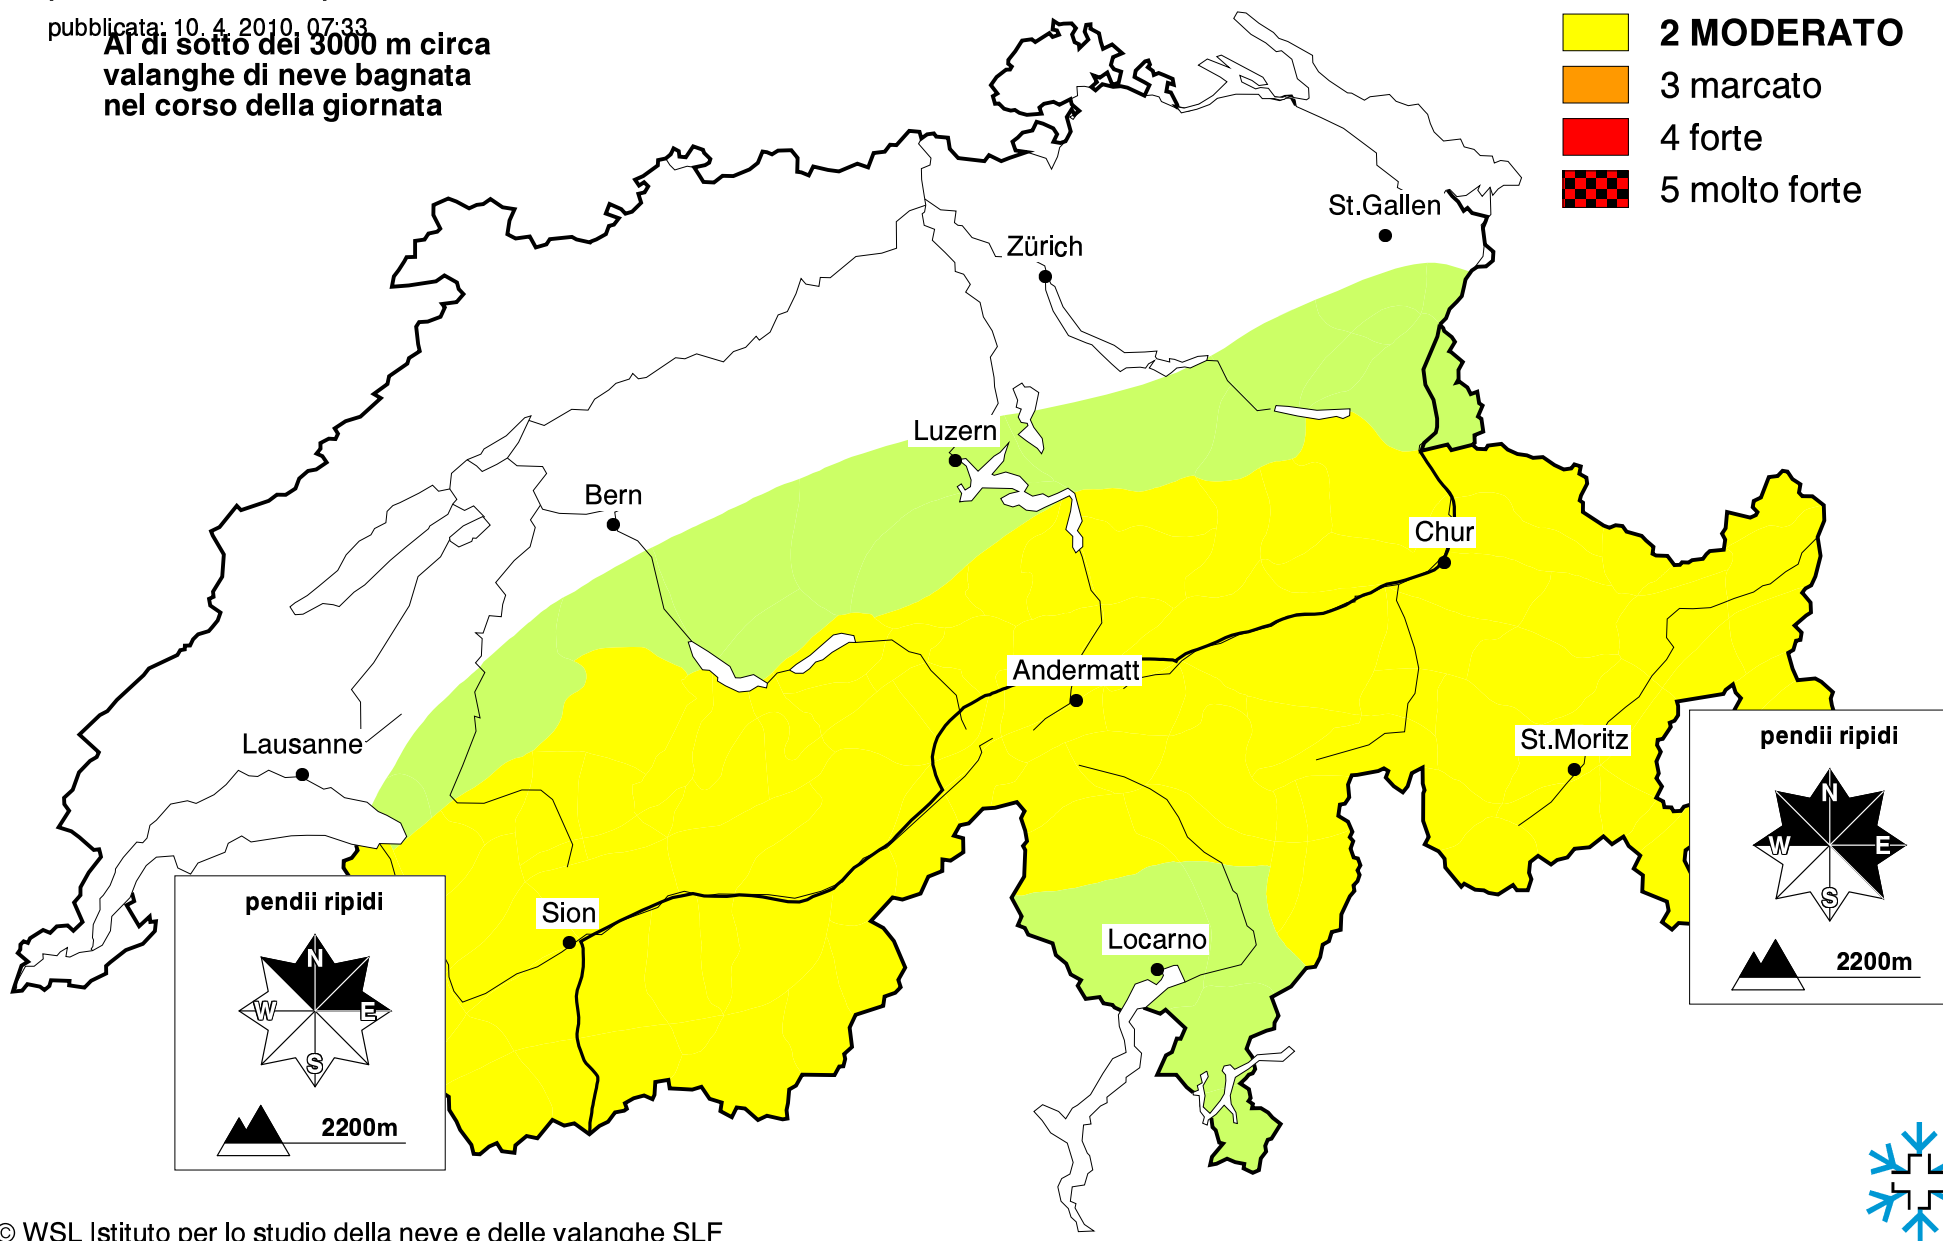 pubblicata: 10. 4. 2010, 07:33
Al di sotto dei 3000 m circa
valanghe di neve bagnata
nel corso della giornata
2 MODERATO
3 marcato
4 forte
5 molto forte
St.Gallen
Zürich
Luzern
Bern
Chur
Andermatt
Lausanne
St.Moritz
Sion
Locarno
pendii ripidi
N
W
E
S
2200m
pendii ripidi
N
W
E
S
2200m
© WSL Istituto per lo studio della neve e delle valanghe SLF